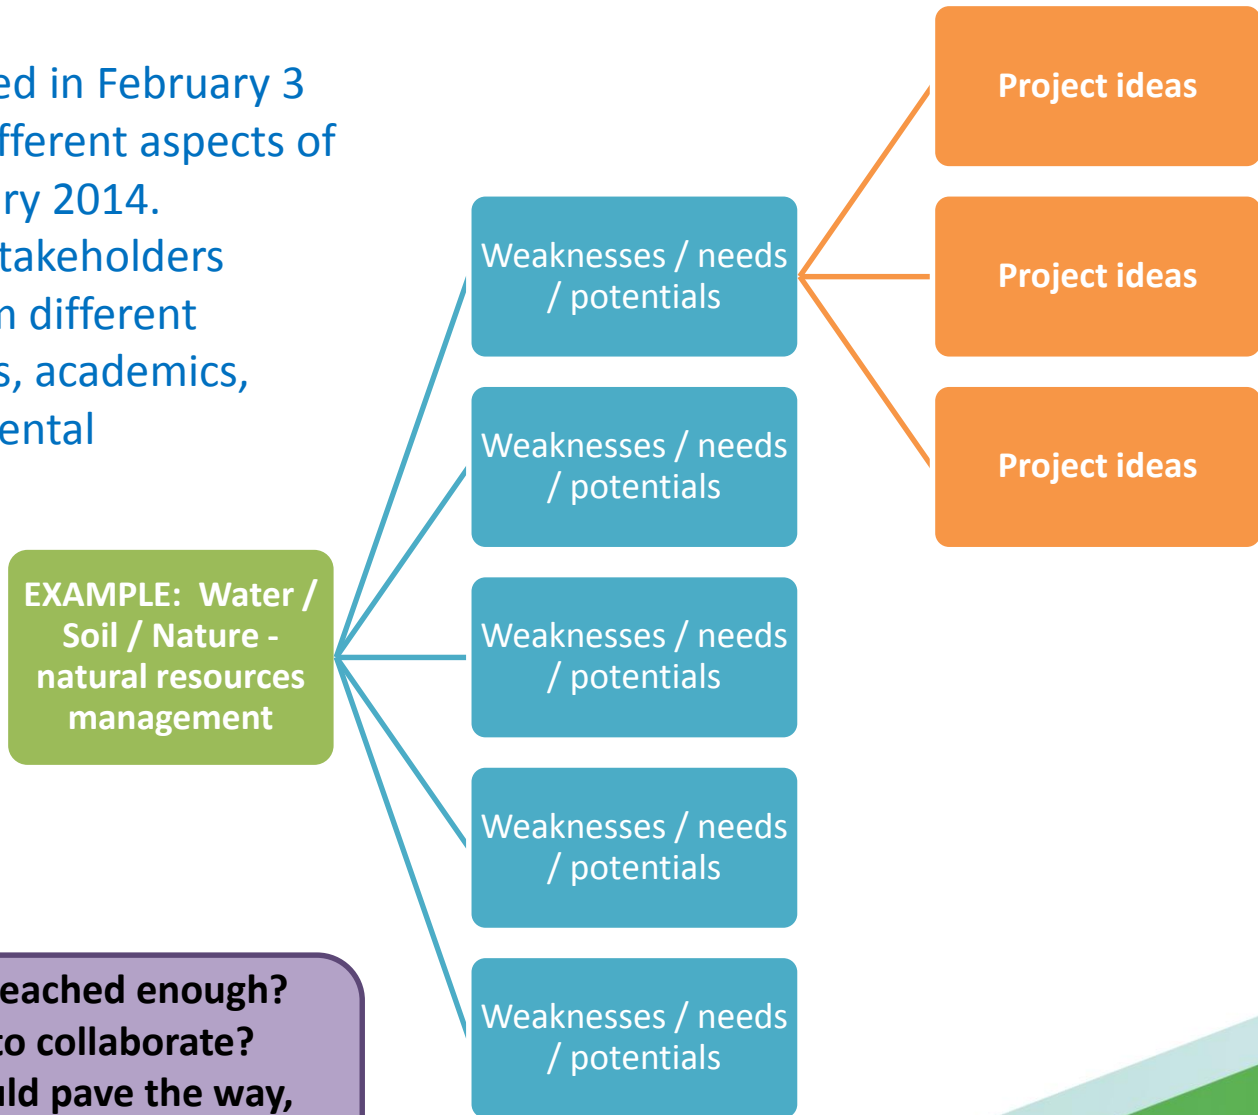 ed in February 3
fferent aspects of
ry 2014.
takeholders
n different
s, academics,
ental
EXAMPLE: Water /
Soil / Nature -
natural resources
management
Weaknesses / needs
/ potentials
Weaknesses / needs
/ potentials
Weaknesses / needs
/ potentials
Weaknesses / needs
/ potentials
Weaknesses / needs
/ potentials
Project ideas
Project ideas
Project ideas
eached enough?
to collaborate?
uld pave the way,